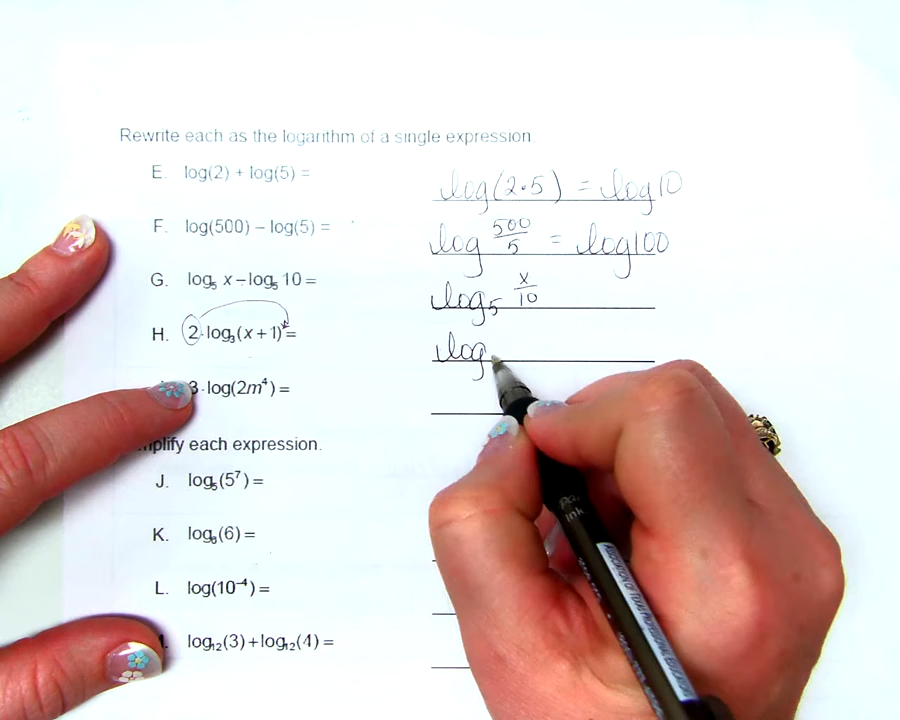 Rewrite each as the logarithm of a single expression.
E. log(2) + log(5) = log(2·5) = log10
F. log(500) – log(5) = log 500/5 = log100
G. log₅ x – log₅ 10 = log₅ x/10
H. 2·log₃(x + 1) = log
3·log(2m⁴) =
mplify each expression.
J. log₅(5⁷) =
K. log₆(6) =
L. log(10⁻⁴) =
log₁₂(3) + log₁₂(4) =